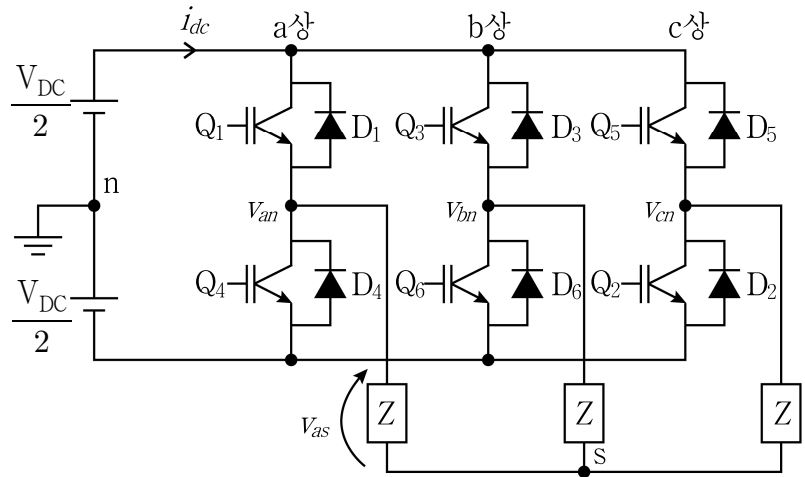 i_dc
a상
b상
c상
V_DC
2
Q1
D1
Q3
D3
Q5
D5
n
v_an
v_bn
v_cn
V_DC
2
Q4
D4
Q6
D6
Q2
D2
v_as
Z
Z
Z
s